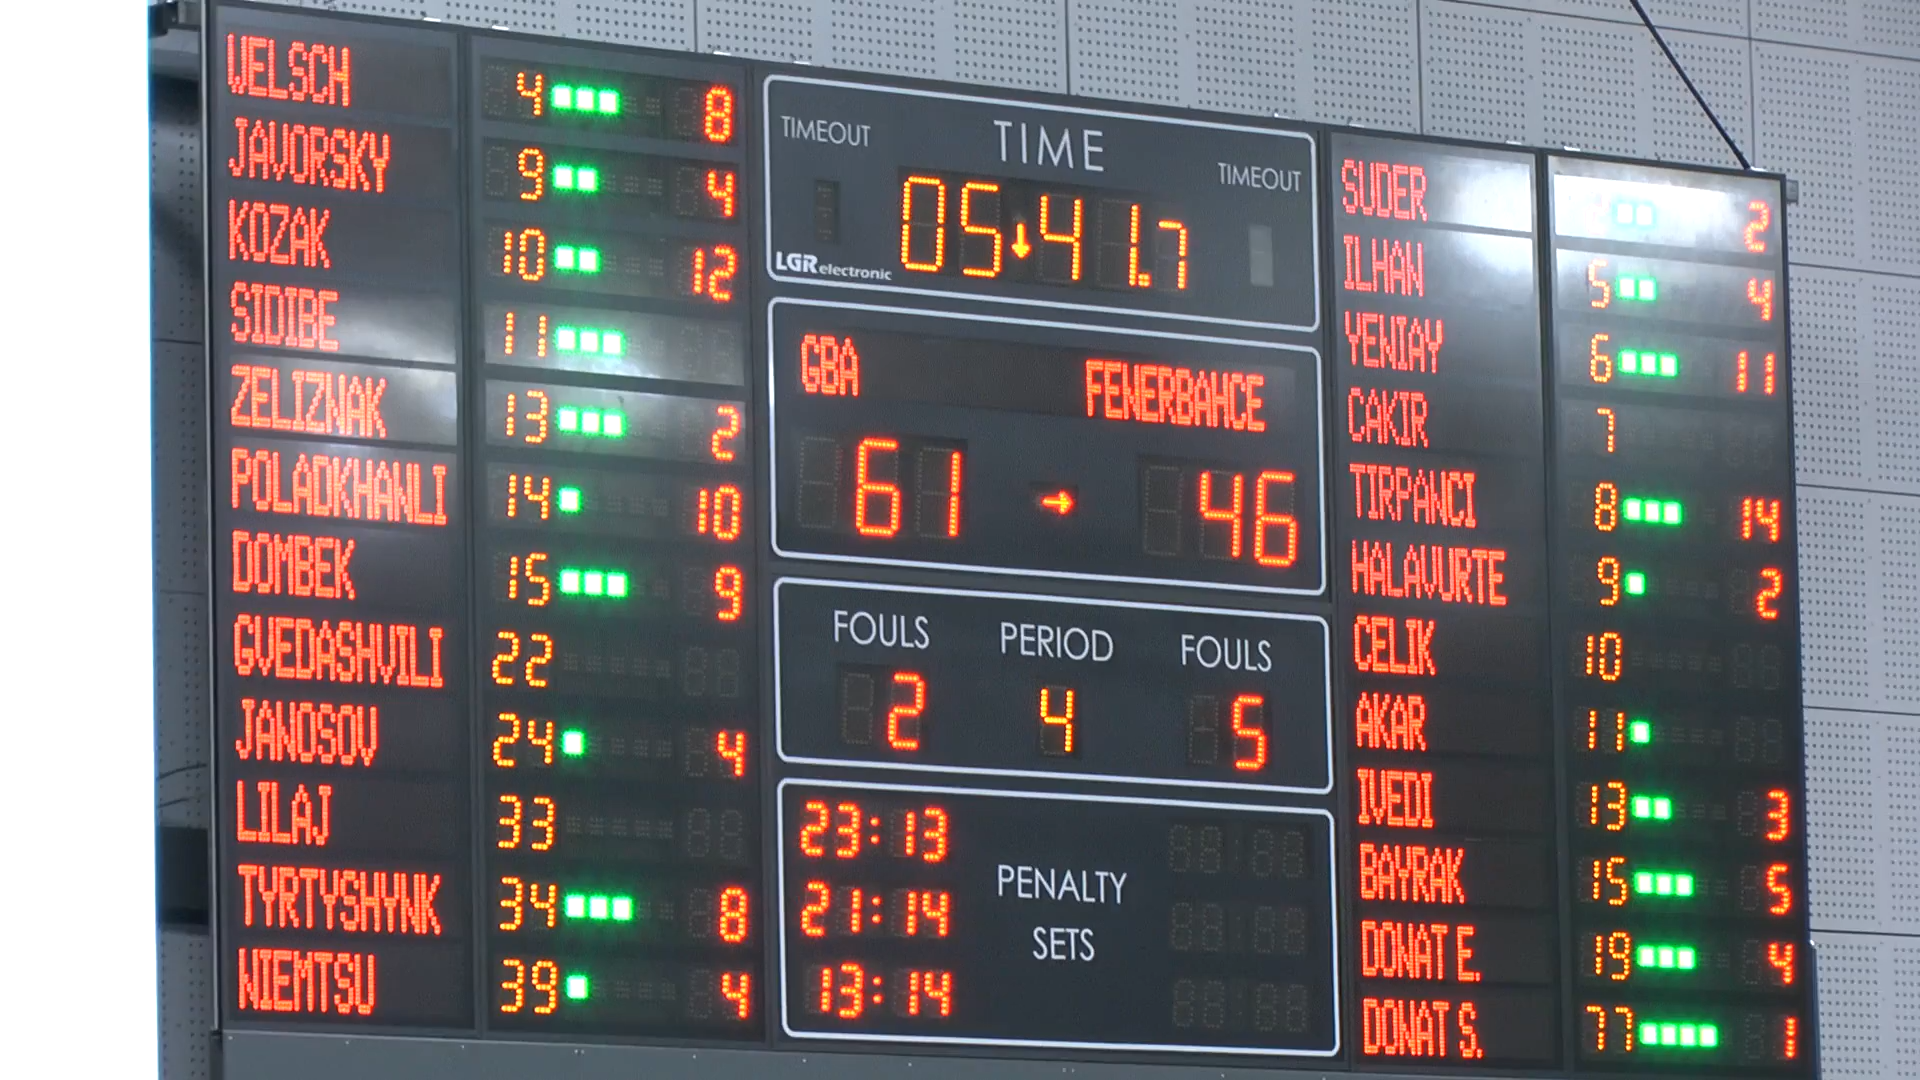 WELSCH 4 8
JAVORSKY 9 4
KOZAK 10 12
SIDIBE 11
ZELIZNAK 13 2
POLADKHANLI 14 10
DOMBEK 15 9
GVEDASHVILI 22
JANOSOV 24 4
LILAJ 33
TYRTYSHYNK 34 8
NIEMTSU 39 4
TIMEOUT TIME TIMEOUT
05 41.7
LGR electronic
GBA FENERBAHCE
61 → 46
FOULS PERIOD FOULS
2 4 5
23:13
21:14
13:14
PENALTY
SETS
SUDER 2
ILHAN 5 4
YENIAY 6 11
CAKIR 7
TIRPANCI 8 14
HALAVURTE 9 2
CELIK 10
AKAR 11
IVEDI 13 3
BAYRAK 15 5
DONAT E. 19 4
DONAT S. 77 1